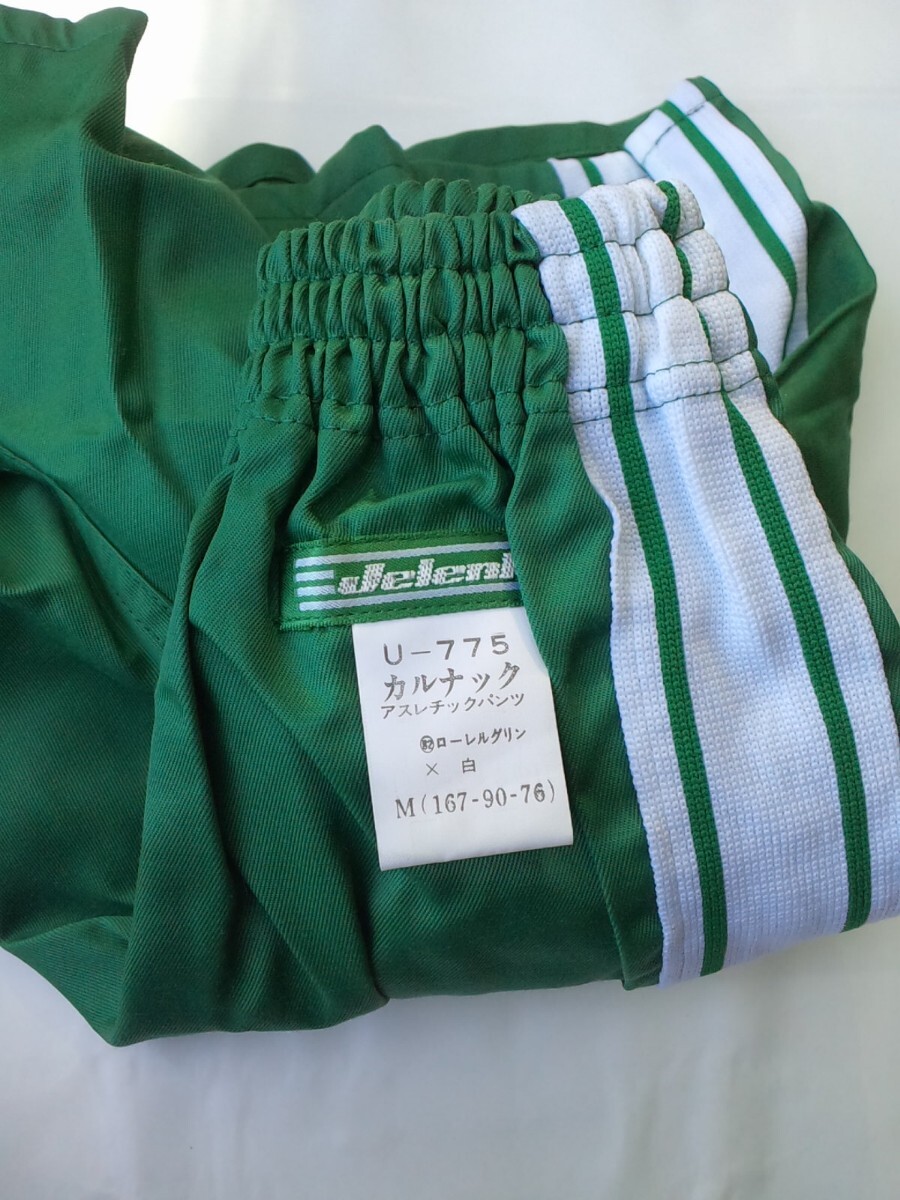 Jelenk
U-775
カルナック
アスレチックパンツ
ローレルグリン
× 白
M(167-90-76)